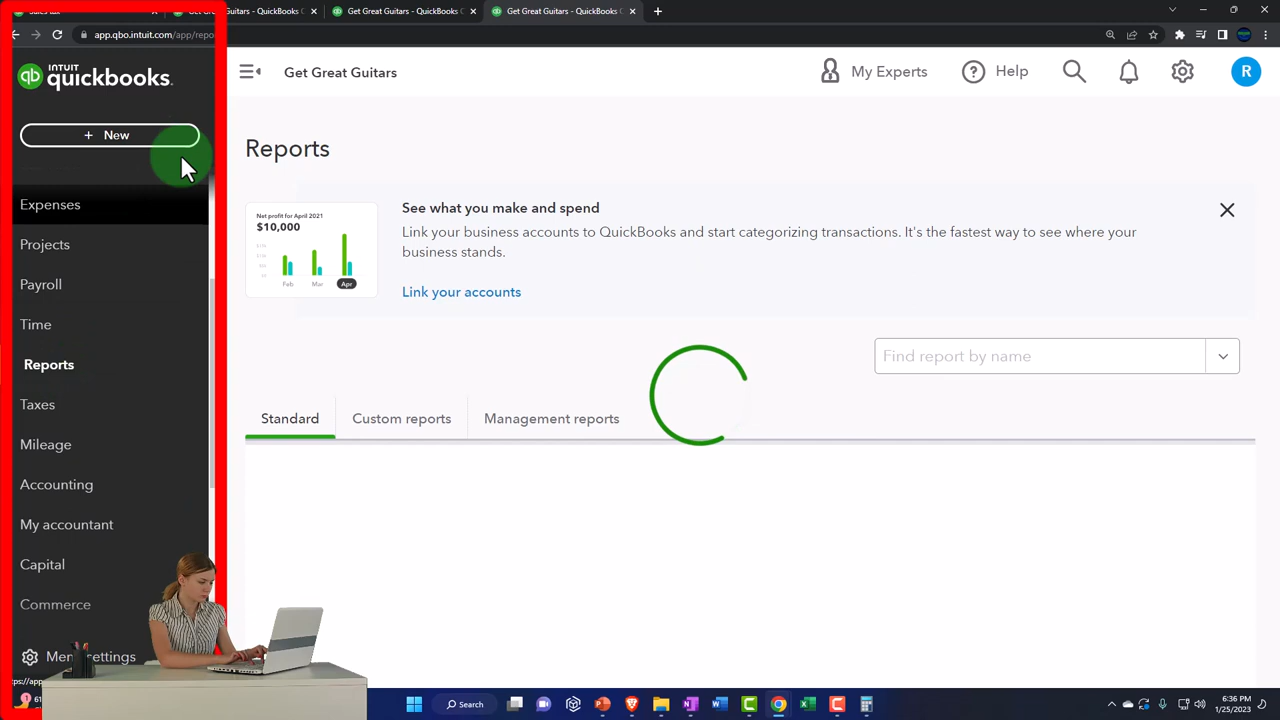 Get Great Guitars - QuickBooks
Get Great Guitars - QuickBooks
app.qbo.intuit.com/app/repo
INTUIT
quickbooks.
Get Great Guitars
My Experts
Help
R
+ New
Reports
Expenses
Projects
Payroll
Time
Reports
Taxes
Mileage
Accounting
My accountant
Capital
Commerce
Net profit for April 2021
$10,000
Feb
Mar
Apr
See what you make and spend
Link your business accounts to QuickBooks and start categorizing transactions. It's the fastest way to see where your
business stands.
Link your accounts
Find report by name
Standard
Custom reports
Management reports
Search
6:36 PM
1/25/2023